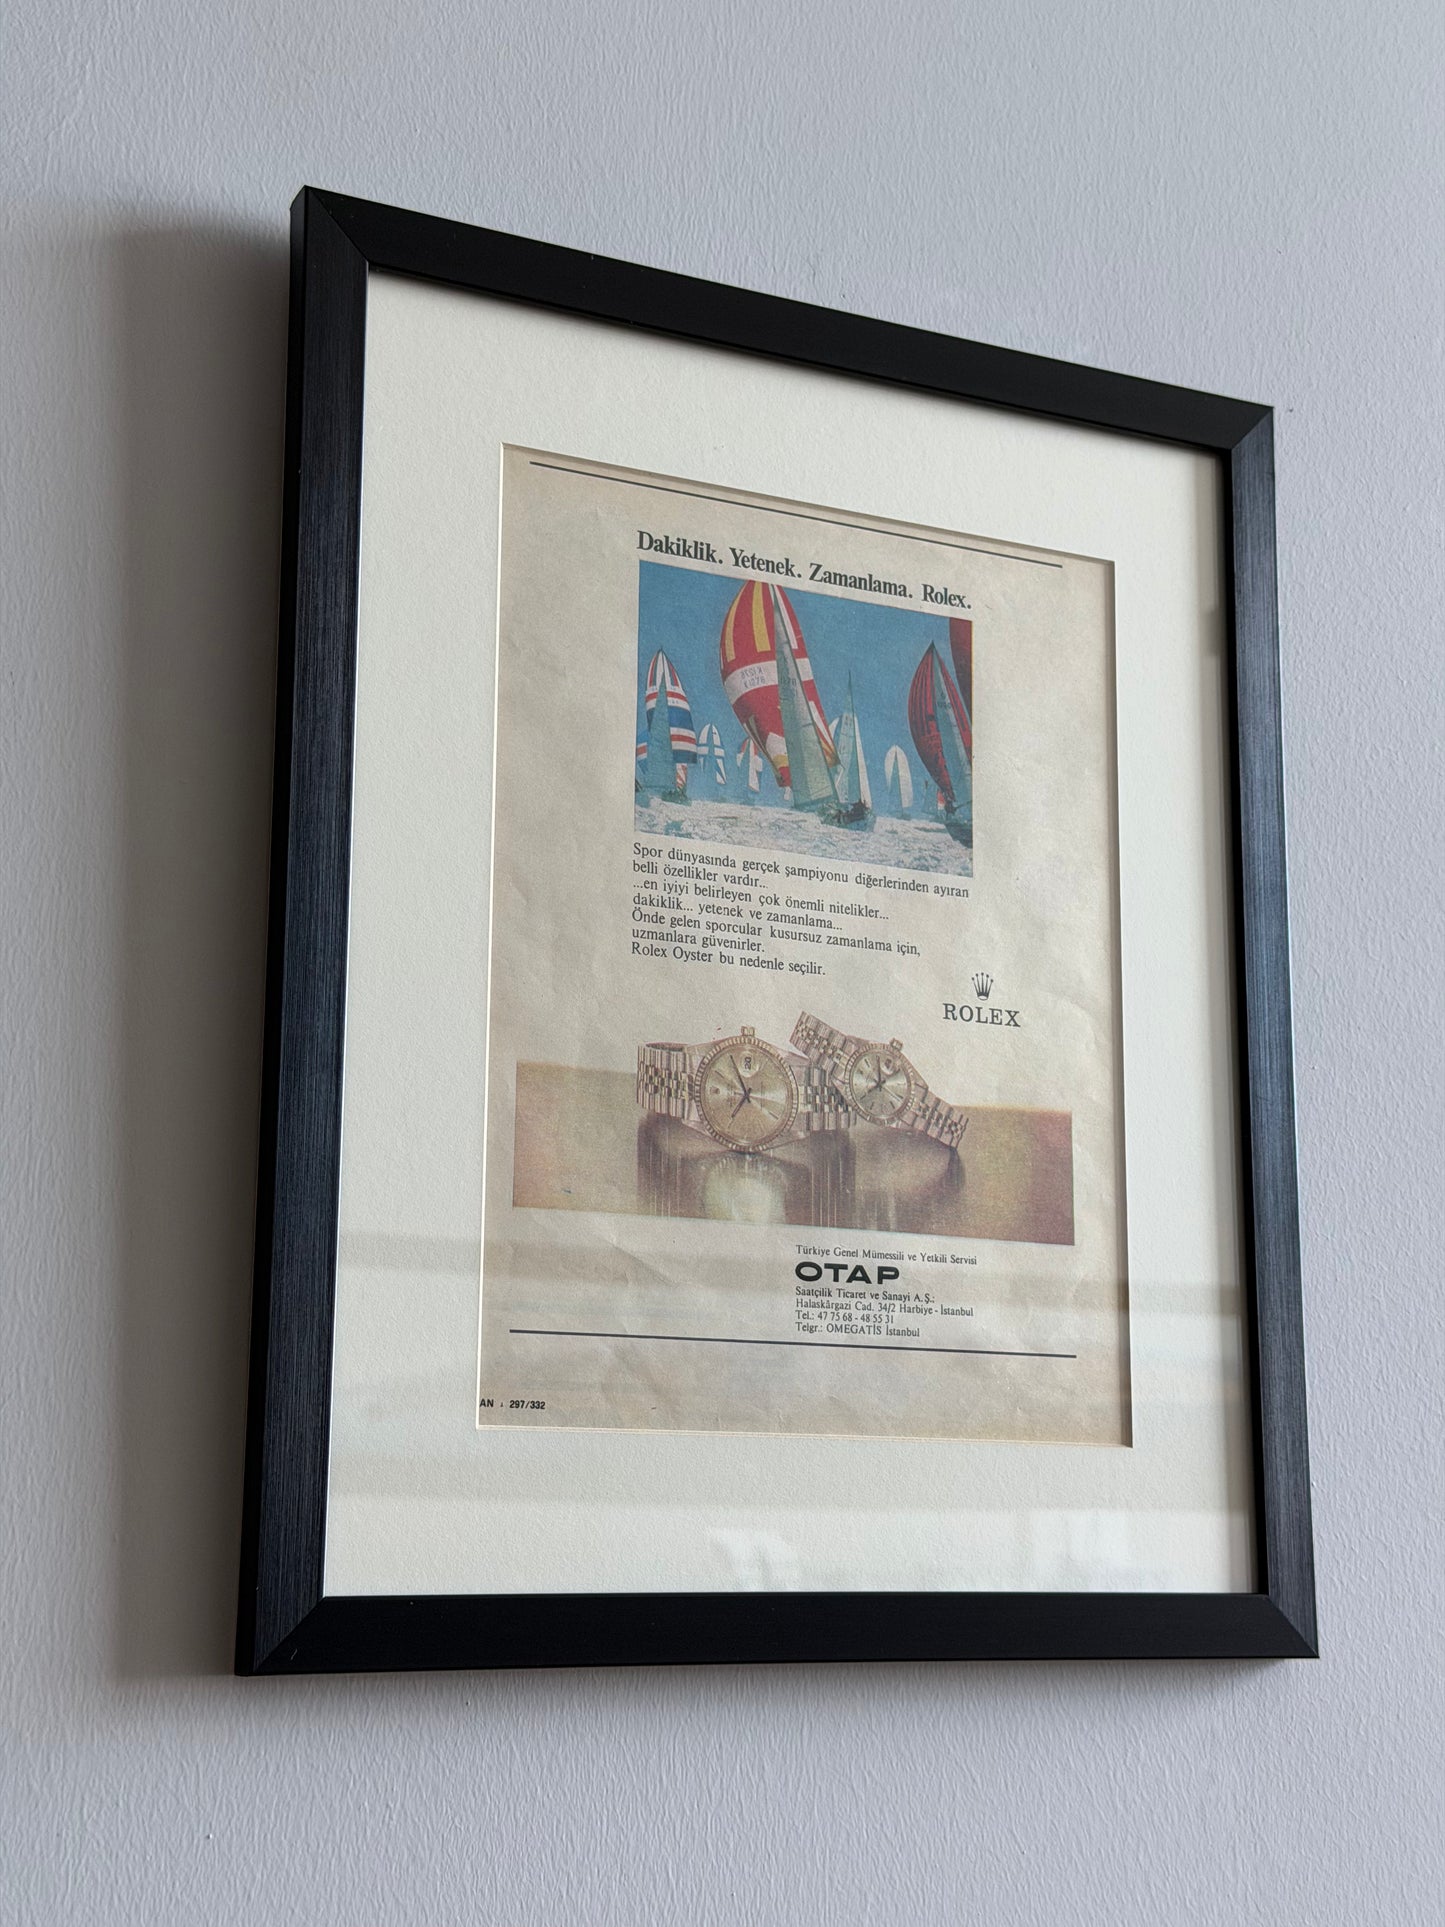 Dakiklik. Yetenek. Zamanlama. Rolex.
Spor dünyasında gerçek şampiyonu diğerlerinden ayıran
belli özellikler vardır...
...en iyiyi belirleyen çok önemli nitelikler...
dakiklik... yetenek ve zamanlama...
Önde gelen sporcular kusursuz zamanlama için,
uzmanlara güvenirler.
Rolex Oyster bu nedenle seçilir.
ROLEX
Türkiye Genel Mümessili ve Yetkili Servisi
OTAP
Saatçilik Ticaret ve Sanayi A.Ş.:
Halaskârgazi Cad. 34/2 Harbiye - İstanbul
Tel.: 47 75 68 - 48 55 31
Telgr.: OMEGATİS İstanbul
AN : 297/332